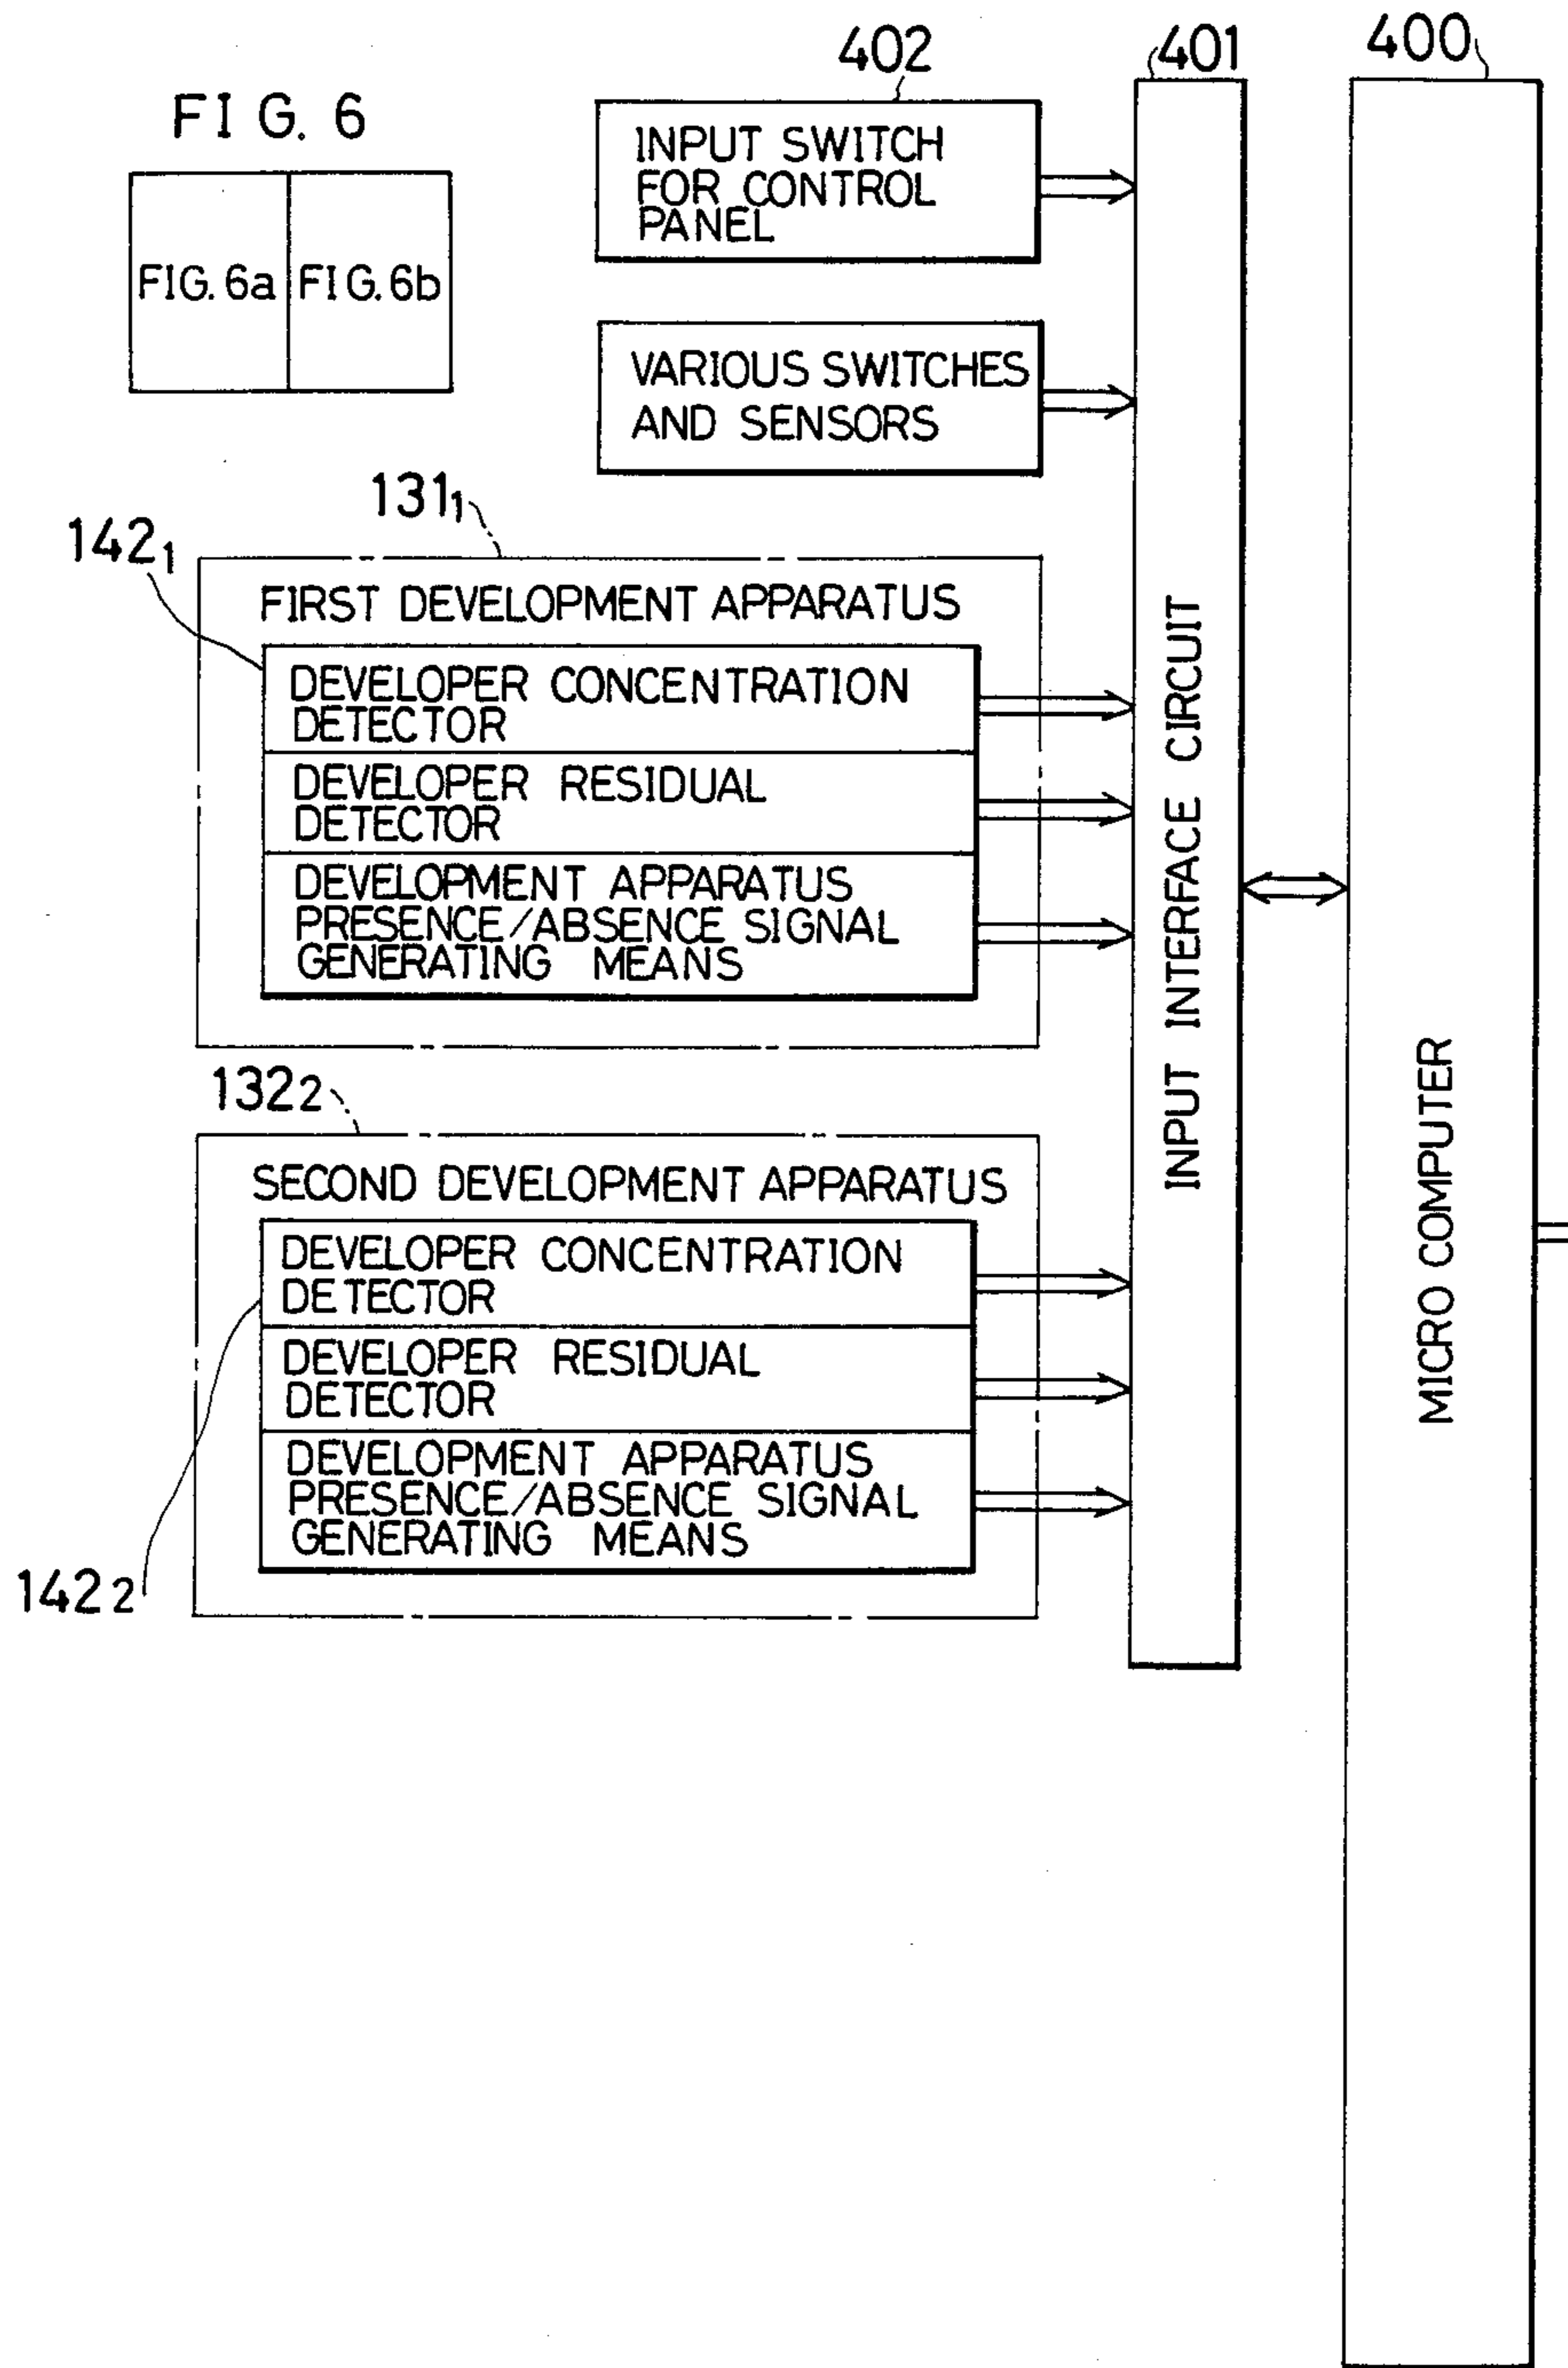 402
401
400
FIG. 6
FIG. 6a
FIG. 6b
INPUT SWITCH
FOR CONTROL
PANEL
VARIOUS SWITCHES
AND SENSORS
131₁
142₁
FIRST DEVELOPMENT APPARATUS
DEVELOPER CONCENTRATION
DETECTOR
DEVELOPER RESIDUAL
DETECTOR
DEVELOPMENT APPARATUS
PRESENCE/ABSENCE SIGNAL
GENERATING MEANS
132₂
SECOND DEVELOPMENT APPARATUS
DEVELOPER CONCENTRATION
DETECTOR
DEVELOPER RESIDUAL
DETECTOR
DEVELOPMENT APPARATUS
PRESENCE/ABSENCE SIGNAL
GENERATING MEANS
142₂
INPUT INTERFACE CIRCUIT
MICRO COMPUTER